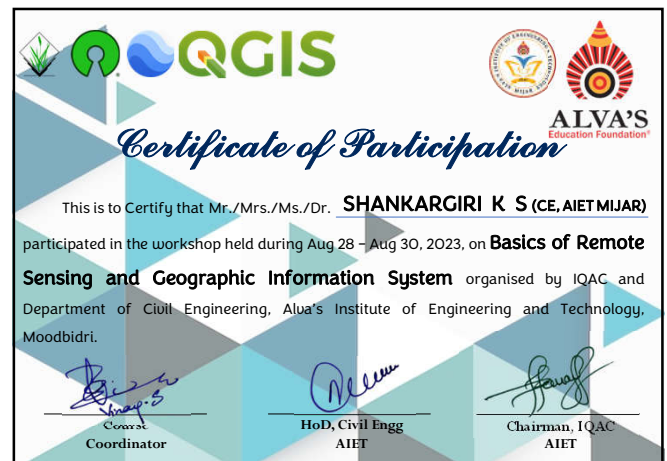 QGIS
ALVA'S
Education Foundation®
Certificate of Participation
This is to Certify that Mr./Mrs./Ms./Dr. SHANKARGIRI K S (CE, AIET MIJAR)
participated in the workshop held during Aug 28 – Aug 30, 2023, on Basics of Remote
Sensing and Geographic Information System organised by IQAC and
Department of Civil Engineering, Alva's Institute of Engineering and Technology,
Moodbidri.
Vinay.S
Course HoD, Civil Engg Chairman, IQAC
Coordinator AIET AIET